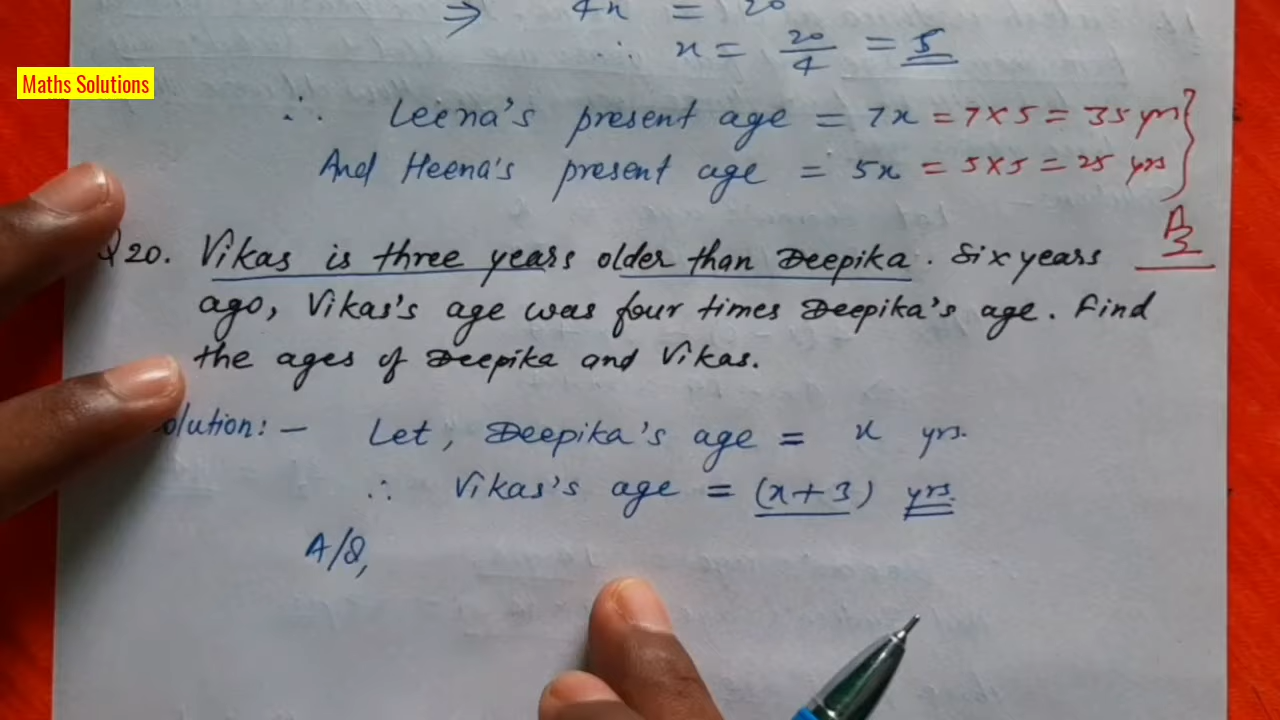 ⇒ 4x = 20
Maths Solutions
∴ x = 20/4 = 5
∴ Leena's present age = 7x = 7×5 = 35 yrs
And Heena's present age = 5x = 5×5 = 25 yrs
Q20. Vikas is three years older than Deepika. Six years
ago, Vikas's age was four times Deepika's age. Find
the ages of Deepika and Vikas.
Solution:- Let, Deepika's age = x yrs.
∴ Vikas's age = (x+3) yrs.
A/Q,